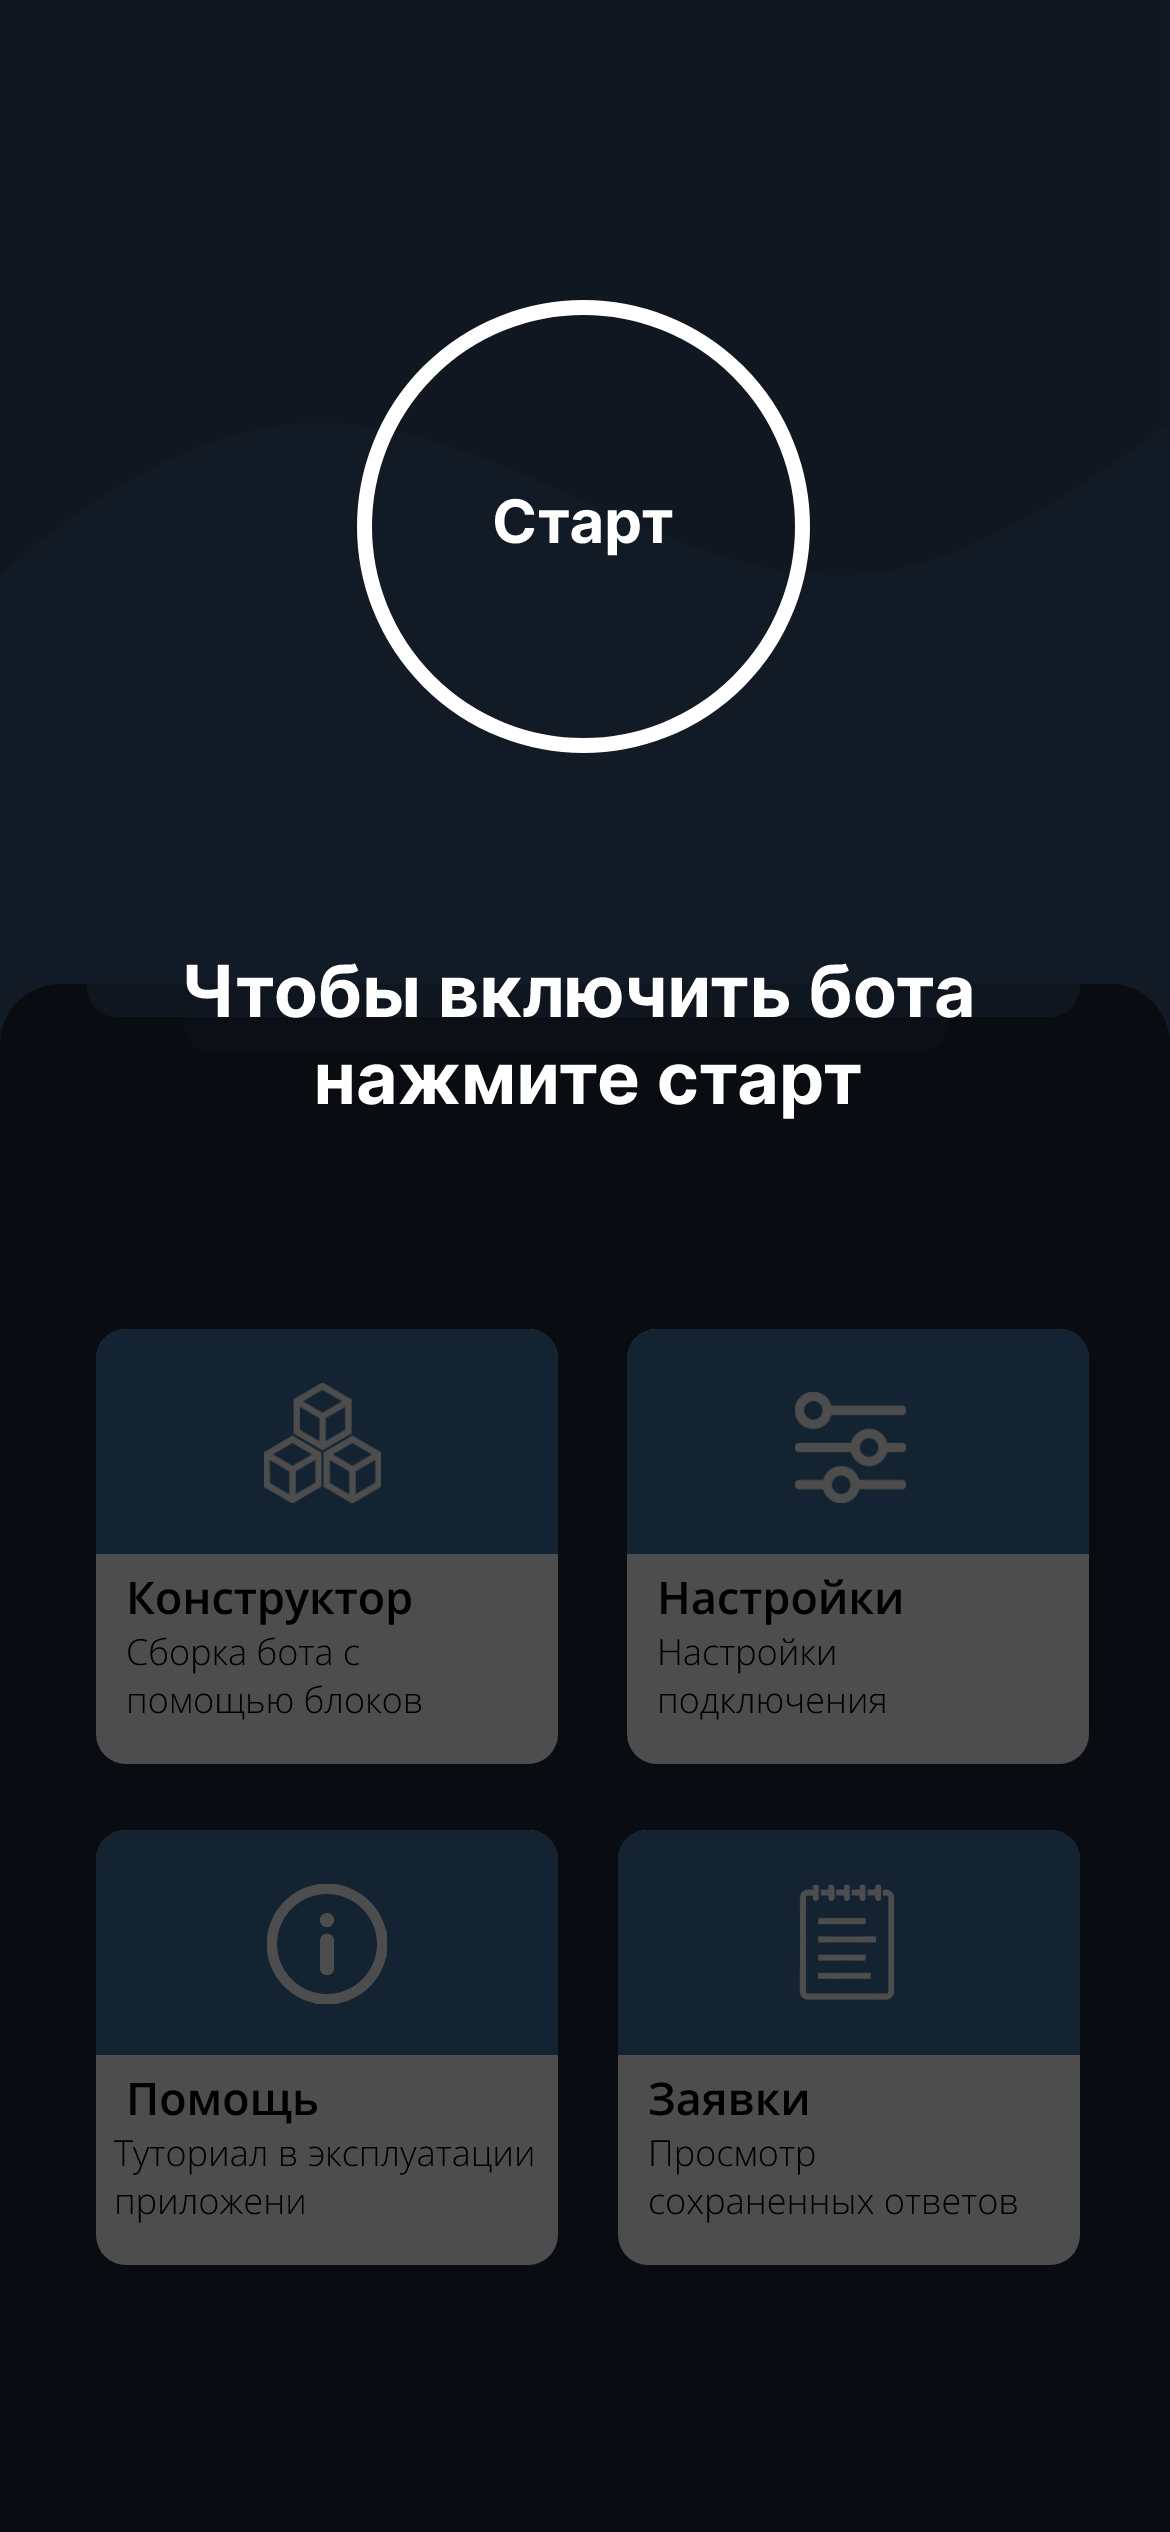 Старт
Чтобы включить бота
нажмите старт
Конструктор
Сборка бота с
помощью блоков
Настройки
Настройки
подключения
Помощь
Туториал в эксплуатации
приложени
Заявки
Просмотр
сохраненных ответов